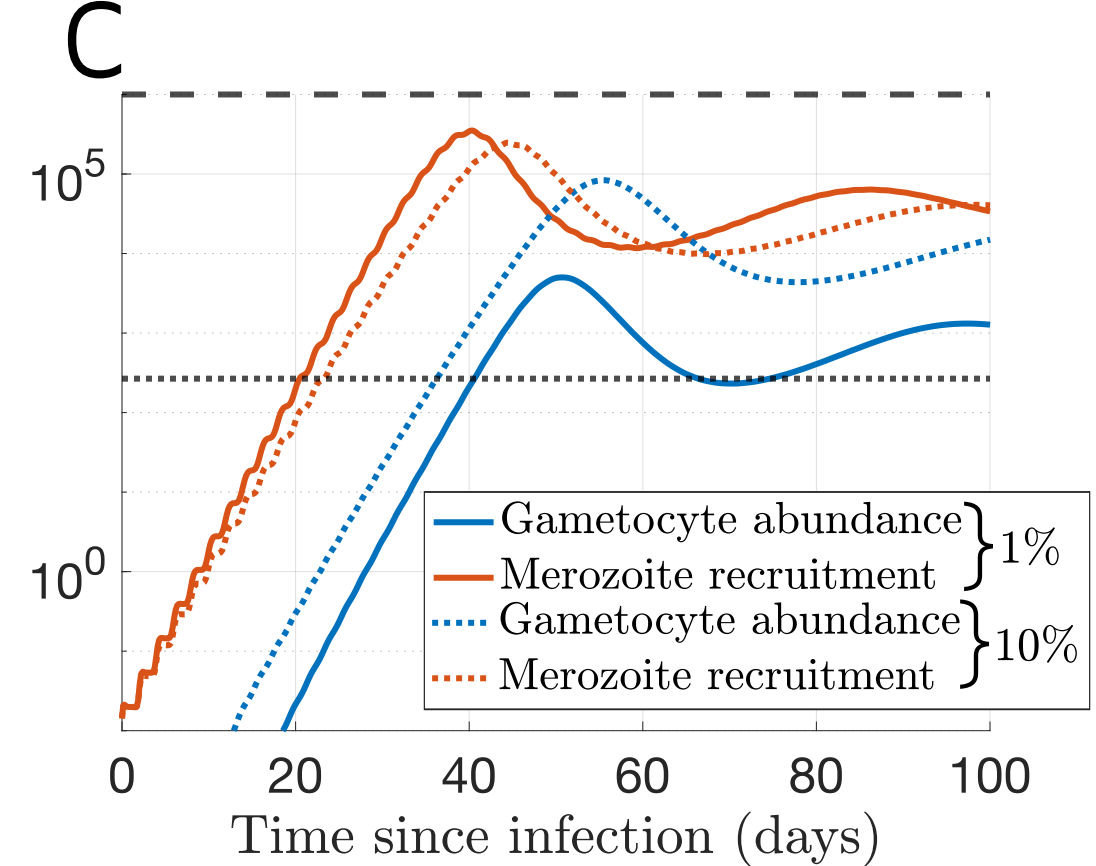 C
10^5
10^0
Gametocyte abundance
Merozoite recruitment
1%
Gametocyte abundance
Merozoite recruitment
10%
0 20 40 60 80 100
Time since infection (days)